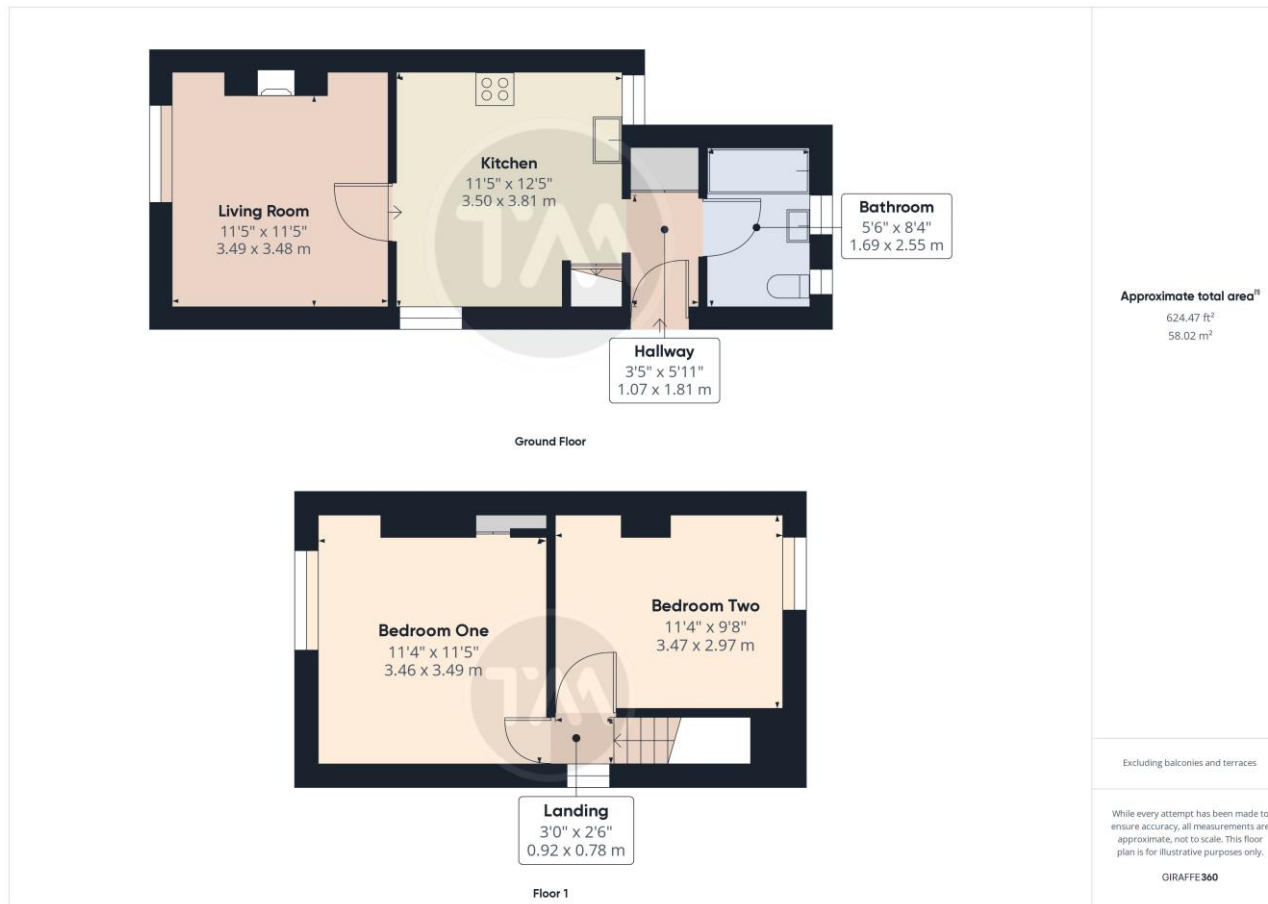 Living Room
11'5" x 11'5"
3.49 x 3.48 m
Kitchen
11'5" x 12'5"
3.50 x 3.81 m
TM
Bathroom
5'6" x 8'4"
1.69 x 2.55 m
Hallway
3'5" x 5'11"
1.07 x 1.81 m
Ground Floor
Bedroom One
11'4" x 11'5"
3.46 x 3.49 m
Bedroom Two
11'4" x 9'8"
3.47 x 2.97 m
TM
Landing
3'0" x 2'6"
0.92 x 0.78 m
Floor 1
Approximate total area⁽¹⁾
624.47 ft²
58.02 m²
Excluding balconies and terraces
While every attempt has been made to
ensure accuracy, all measurements are
approximate, not to scale. This floor
plan is for illustrative purposes only.
GIRAFFE360